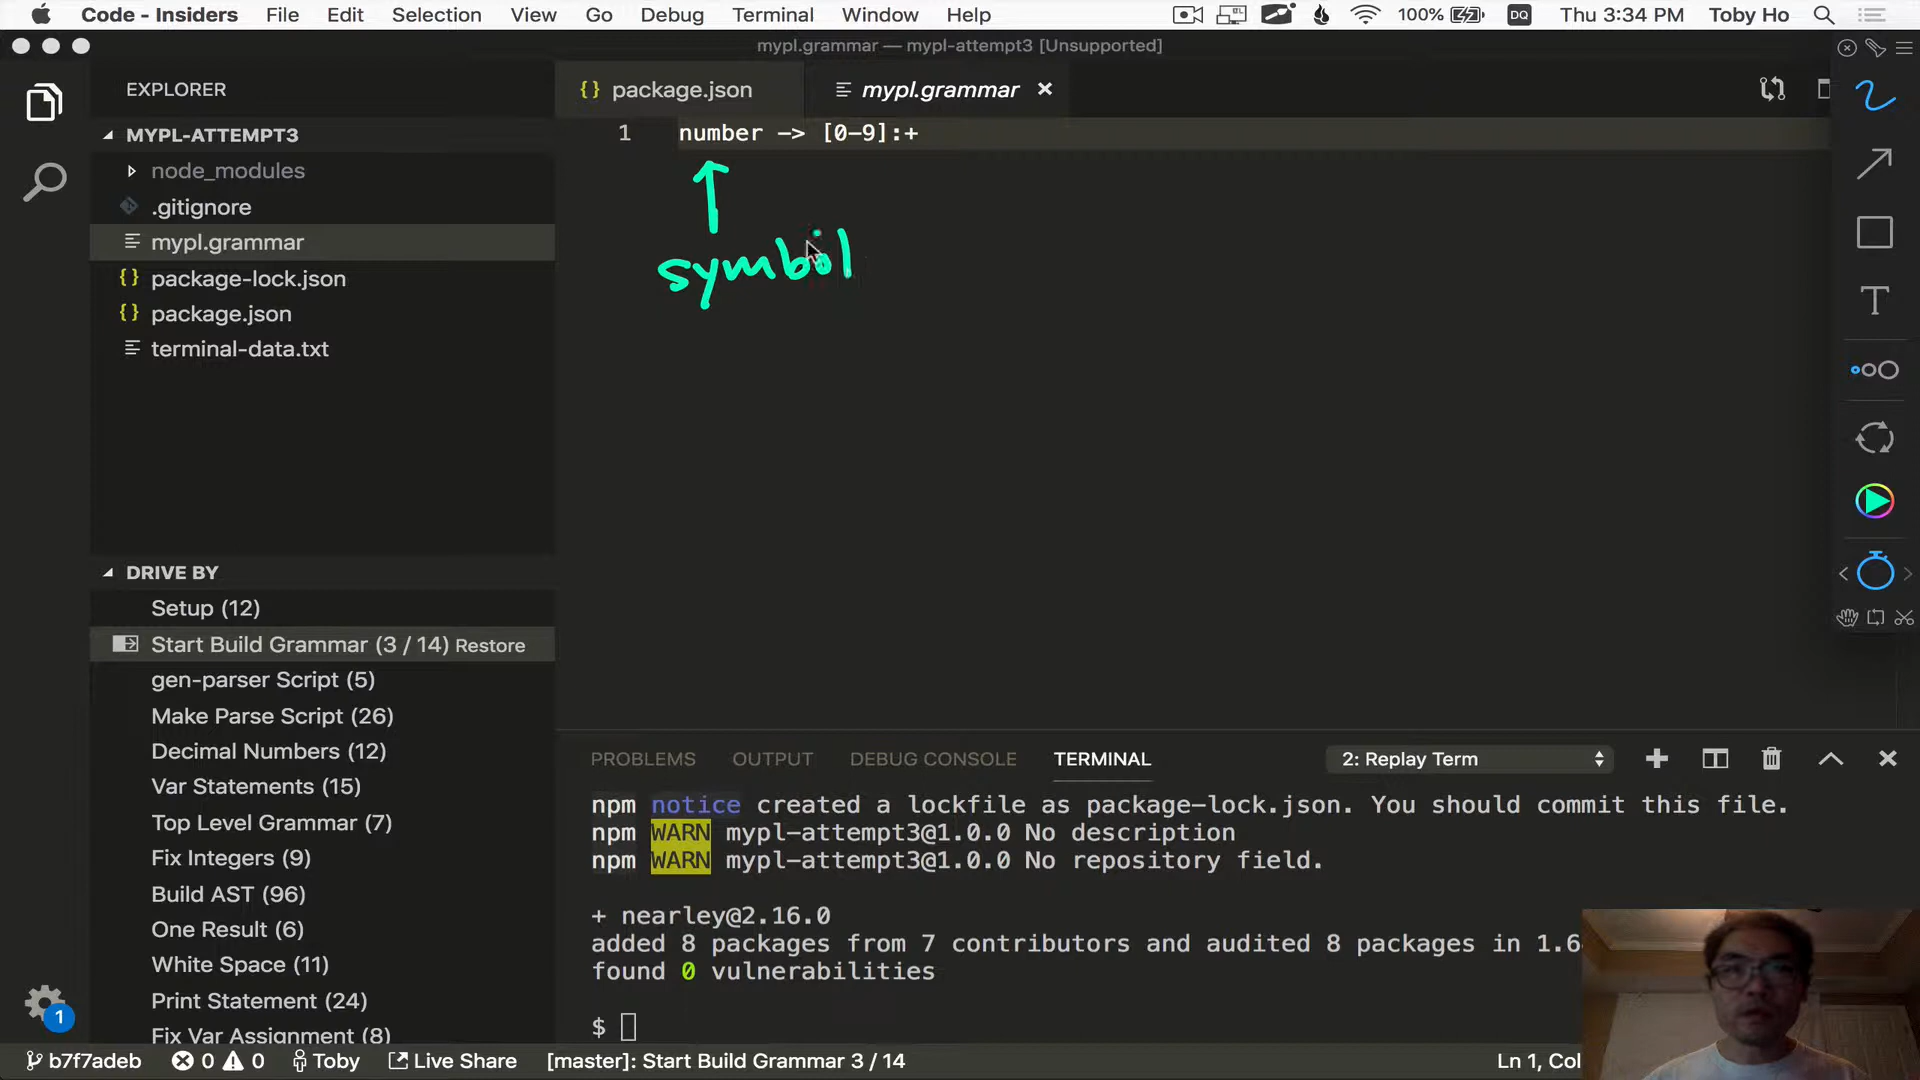 Code - Insiders File Edit Selection View Go Debug Terminal Window Help 100% DQ Thu 3:34 PM Toby Ho
mypl.grammar — mypl-attempt3 [Unsupported]
EXPLORER
MYPL-ATTEMPT3
node_modules
.gitignore
mypl.grammar
package-lock.json
package.json
terminal-data.txt
DRIVE BY
Setup (12)
Start Build Grammar (3 / 14) Restore
gen-parser Script (5)
Make Parse Script (26)
Decimal Numbers (12)
Var Statements (15)
Top Level Grammar (7)
Fix Integers (9)
Build AST (96)
One Result (6)
White Space (11)
Print Statement (24)
Fix Var Assignment (8)
package.json mypl.grammar
1 number -> [0-9]:+
symbol
PROBLEMS OUTPUT DEBUG CONSOLE TERMINAL 2: Replay Term
npm notice created a lockfile as package-lock.json. You should commit this file.
npm WARN mypl-attempt3@1.0.0 No description
npm WARN mypl-attempt3@1.0.0 No repository field.
+ nearley@2.16.0
added 8 packages from 7 contributors and audited 8 packages in 1.6
found 0 vulnerabilities
$
1
b7f7adeb 0 0 Toby Live Share [master]: Start Build Grammar 3 / 14 Ln 1, Col